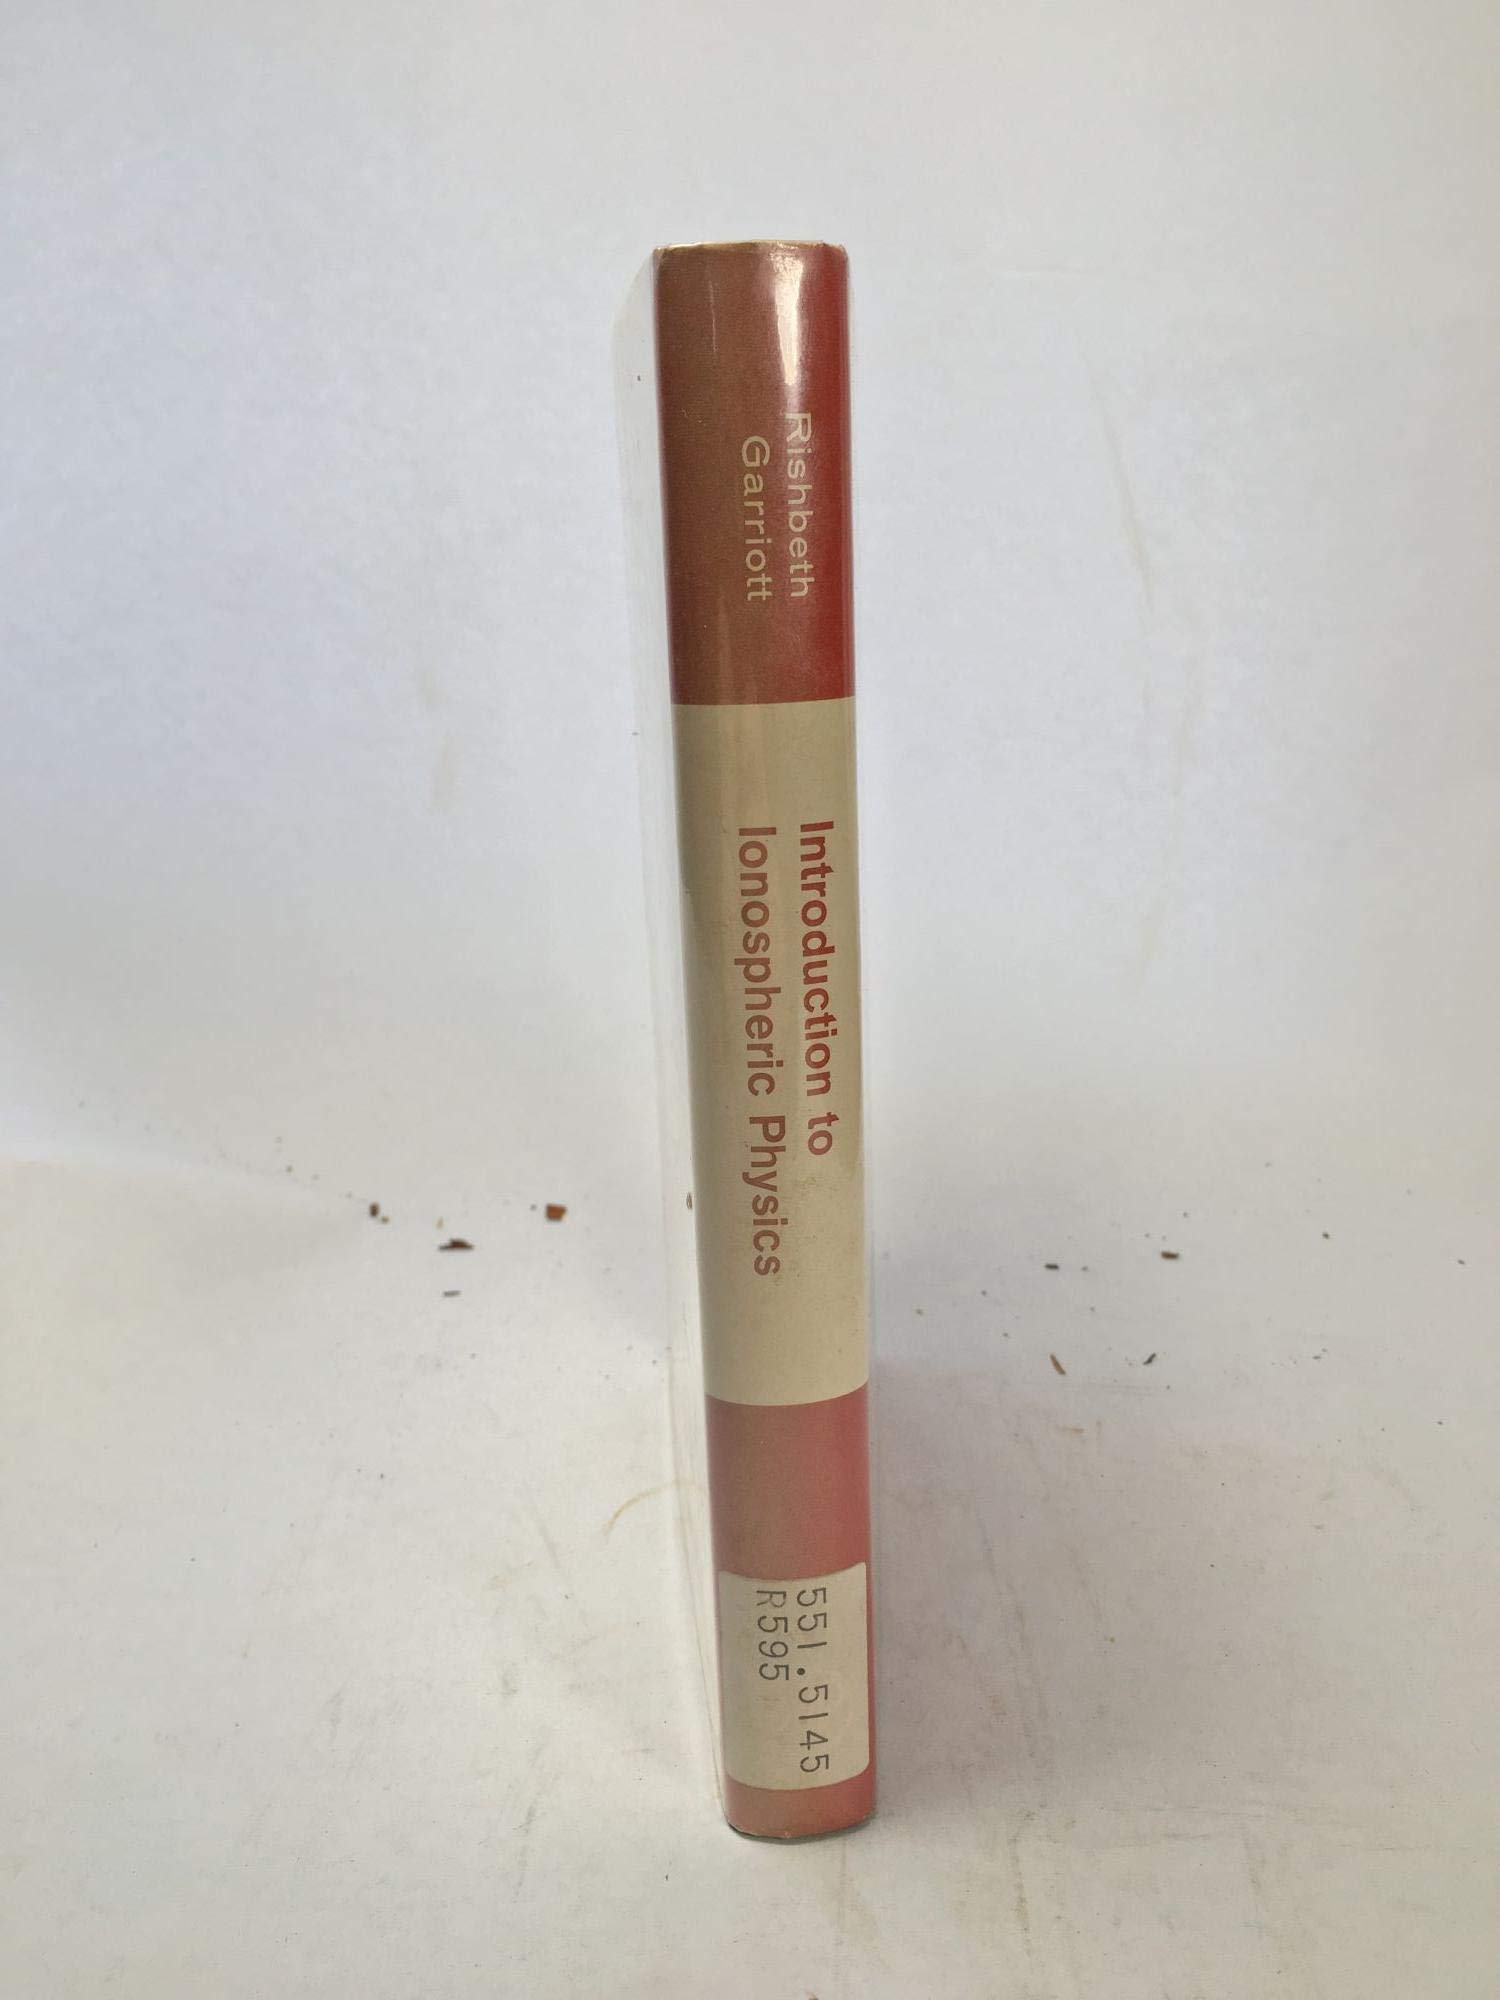 Rishbeth
Garriott
Introduction to
Ionospheric Physics
551.5145
R595